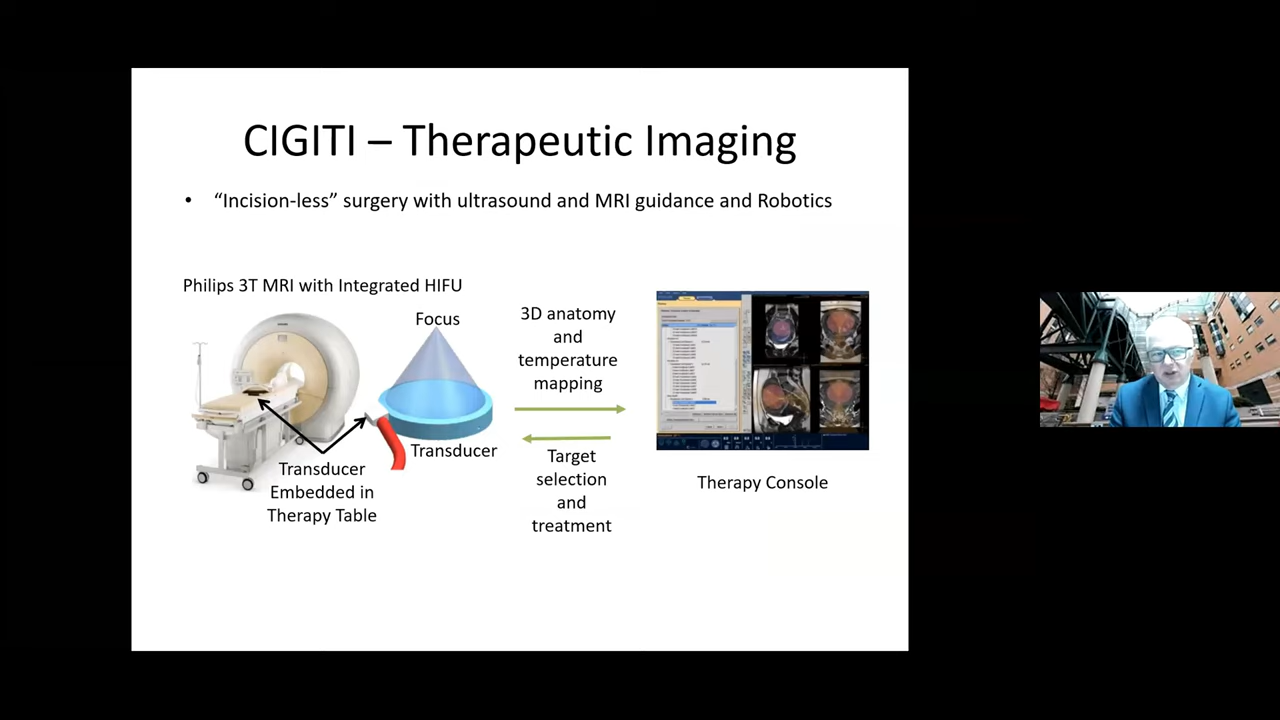 CIGITI – Therapeutic Imaging
• “Incision-less” surgery with ultrasound and MRI guidance and Robotics
Philips 3T MRI with Integrated HIFU
Focus
Transducer
Transducer
Embedded in
Therapy Table
3D anatomy
and
temperature
mapping
Target
selection
and
treatment
Therapy Console